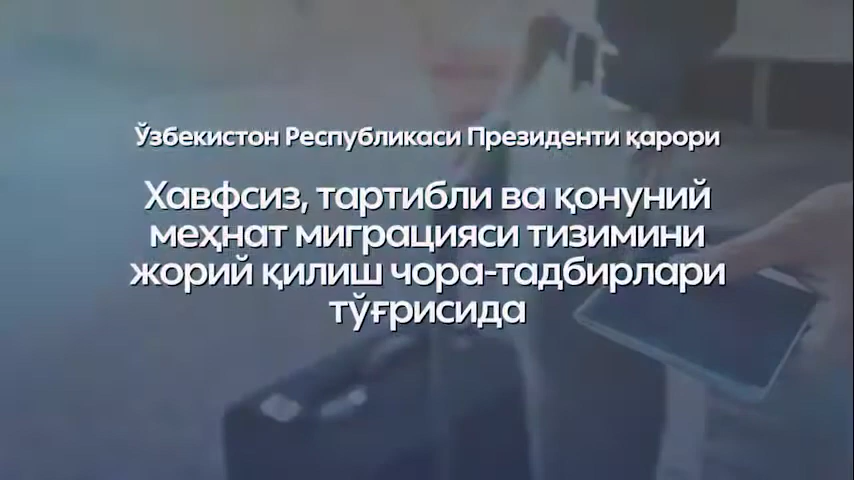 Ўзбекистон Республикаси Президенти қарори
Хавфсиз, тартибли ва қонуний
меҳнат миграцияси тизимини
жорий қилиш чора-тадбирлари
тўғрисида